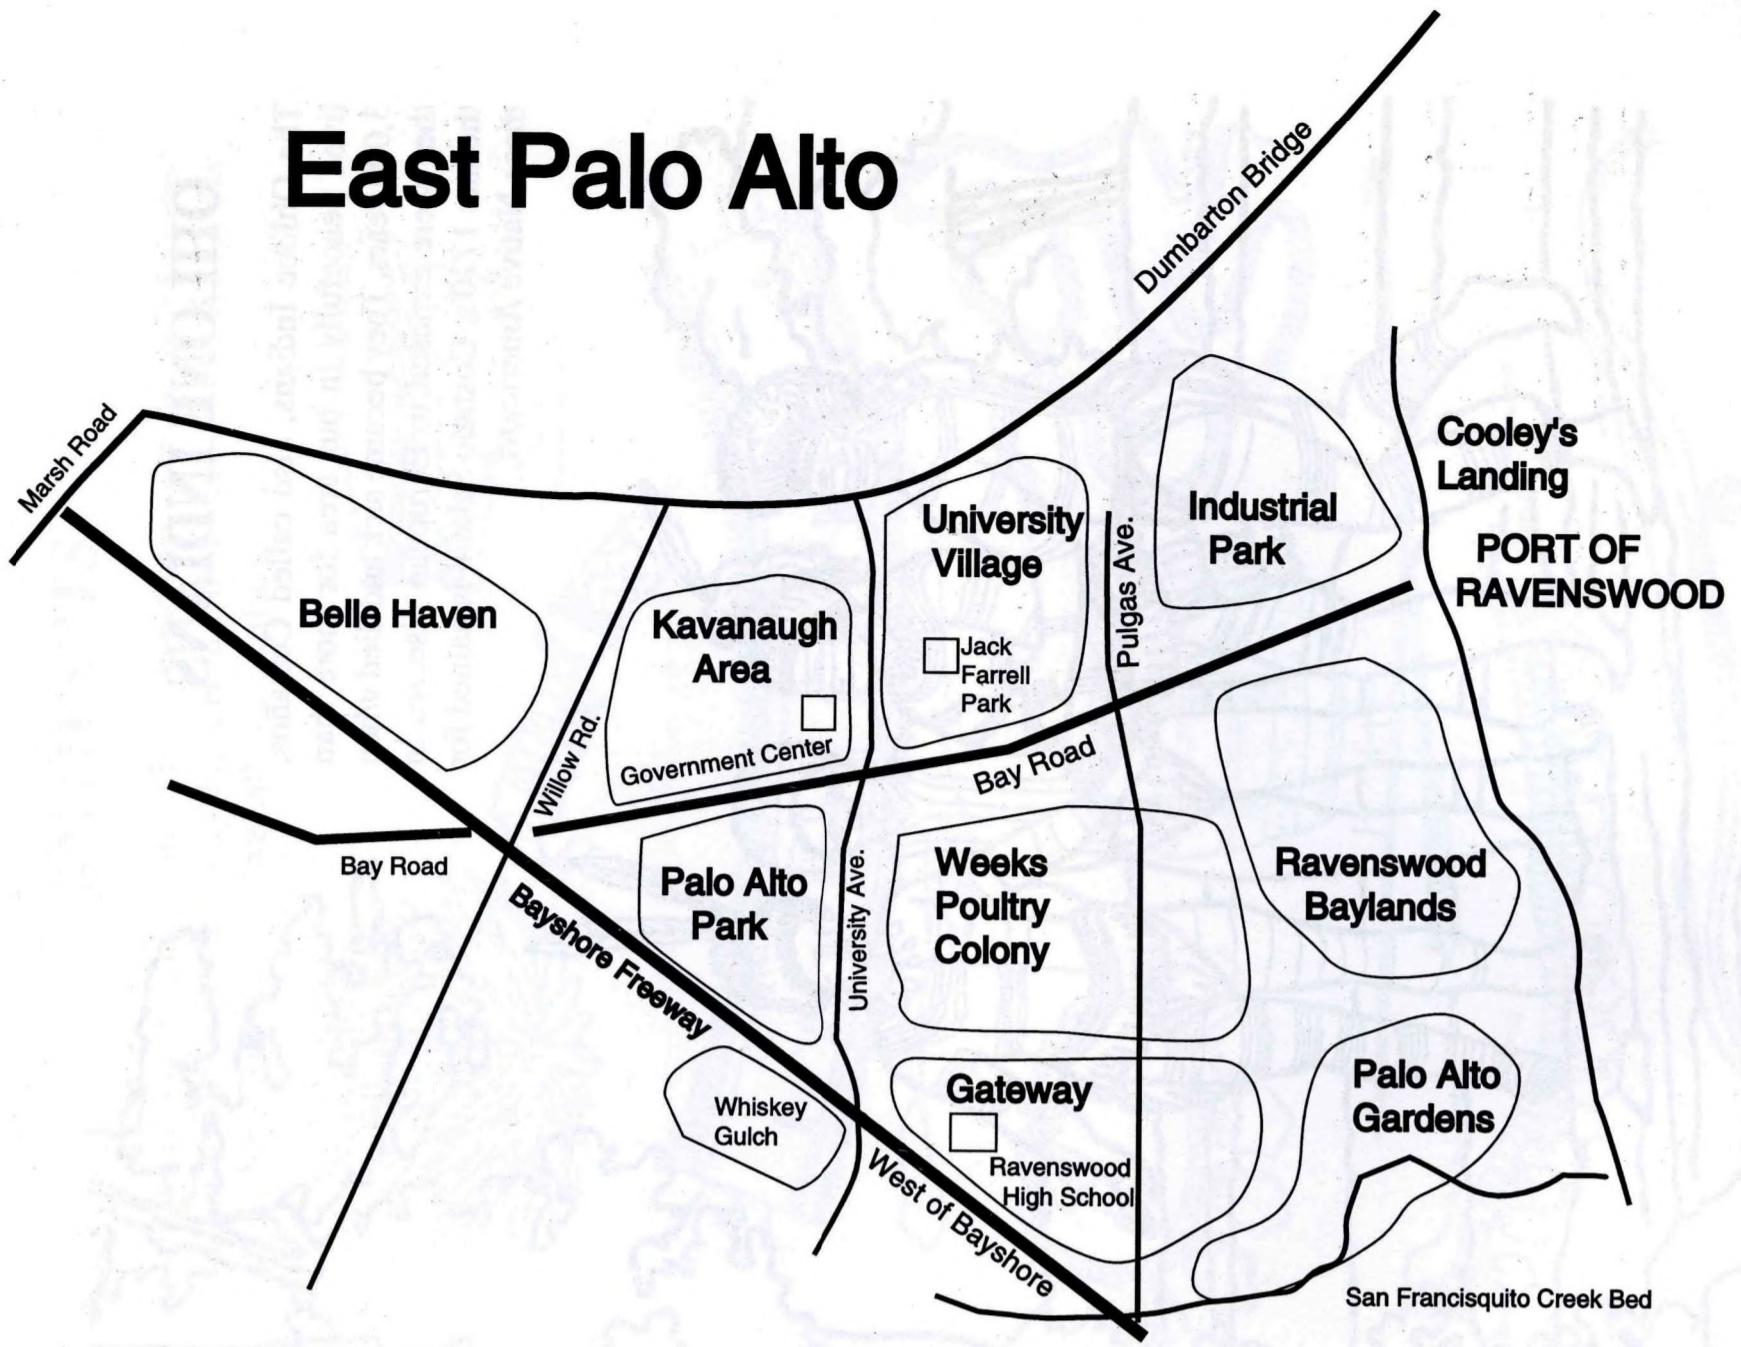 East Palo Alto
Dumbarton Bridge
Marsh Road
Cooley's
Landing
PORT OF
RAVENSWOOD
Industrial
Park
University
Village
Pulgas Ave.
Jack
Farrell
Park
Belle Haven
Kavanaugh
Area
Government Center
Willow Rd.
Bay Road
Bay Road
Palo Alto
Park
University Ave.
Weeks
Poultry
Colony
Ravenswood
Baylands
Bayshore Freeway
Whiskey
Gulch
Gateway
Ravenswood
High School
Palo Alto
Gardens
West of Bayshore
San Francisquito Creek Bed